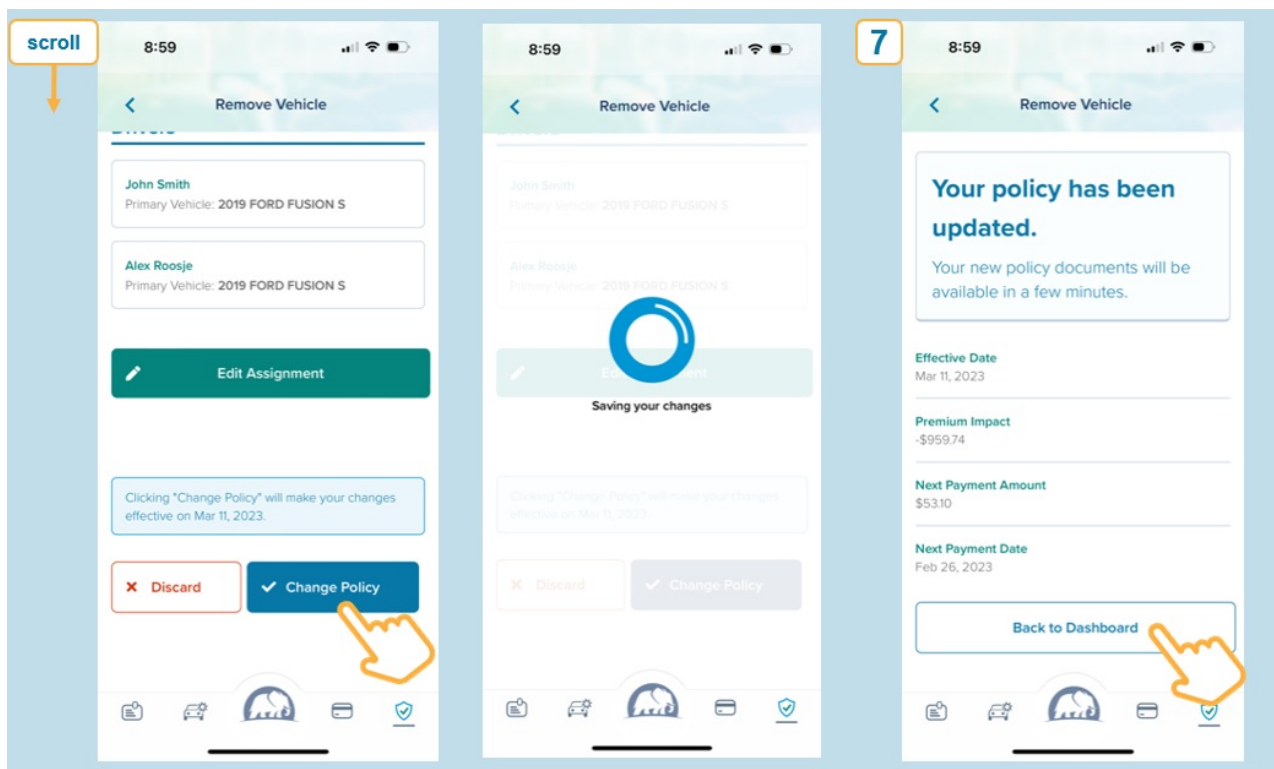 scroll
8:59
Remove Vehicle
Drivers
John Smith
Primary Vehicle: 2019 FORD FUSION S
Alex Roosje
Primary Vehicle: 2019 FORD FUSION S
Edit Assignment
Clicking "Change Policy" will make your changes
effective on Mar 11, 2023.
Discard
Change Policy
8:59
Remove Vehicle
John Smith
Primary Vehicle: 2019 FORD FUSION S
Alex Roosje
Primary Vehicle: 2019 FORD FUSION S
Saving your changes
Clicking "Change Policy" will make your changes
effective on Mar 11, 2023.
Discard
Change Policy
7
8:59
Remove Vehicle
Your policy has been
updated.
Your new policy documents will be
available in a few minutes.
Effective Date
Mar 11, 2023
Premium Impact
-$959.74
Next Payment Amount
$53.10
Next Payment Date
Feb 26, 2023
Back to Dashboard